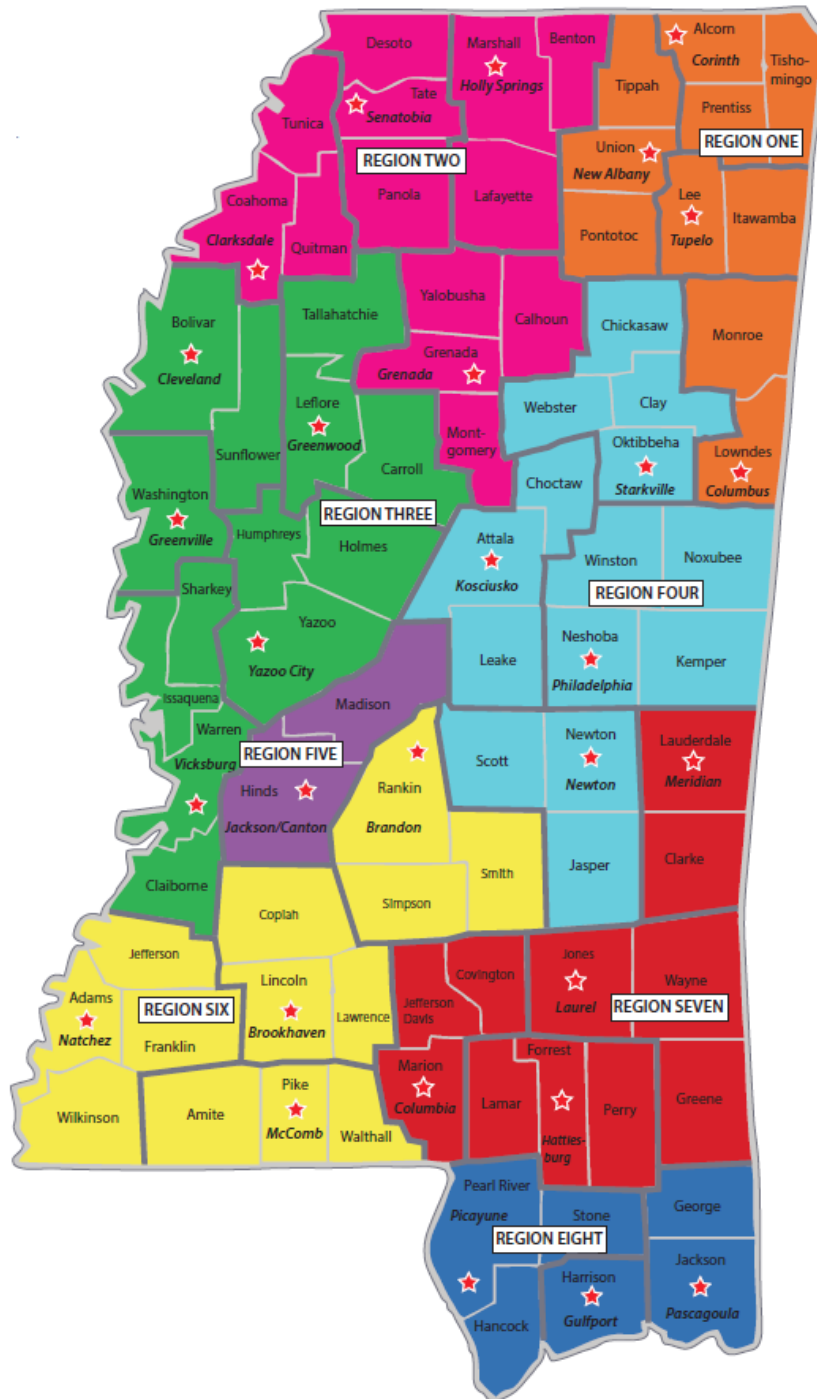 Desoto
Marshall
Holly Springs
Benton
Alcorn
Corinth
Tisho-
mingo
Tippah
Tate
Senatobia
Tunica
Prentiss
REGION ONE
REGION TWO
Union
New Albany
Panola
Lafayette
Lee
Tupelo
Itawamba
Coahoma
Clarksdale
Quitman
Pontotoc
Yalobusha
Tallahatchie
Calhoun
Chickasaw
Monroe
Bolivar
Cleveland
Grenada
Grenada
Leflore
Greenwood
Webster
Clay
Sunflower
Mont-
gomery
Oktibbeha
Starkville
Lowndes
Columbus
Carroll
Choctaw
Washington
Greenville
REGION THREE
Humphreys
Holmes
Attala
Kosciusko
Winston
Noxubee
Sharkey
REGION FOUR
Yazoo
Yazoo City
Leake
Neshoba
Philadelphia
Kemper
Issaquena
Madison
Warren
Vicksburg
REGION FIVE
Scott
Newton
Newton
Lauderdale
Meridian
Hinds
Jackson/Canton
Rankin
Brandon
Claiborne
Smith
Jasper
Clarke
Simpson
Copiah
Jefferson
Covington
Jones
Laurel
Wayne
Adams
Natchez
REGION SIX
Lincoln
Brookhaven
Lawrence
Jefferson
Davis
REGION SEVEN
Franklin
Marion
Columbia
Forrest
Hatties-
burg
Wilkinson
Amite
Pike
McComb
Walthall
Lamar
Perry
Greene
Pearl River
Picayune
Stone
George
REGION EIGHT
Harrison
Gulfport
Jackson
Pascagoula
Hancock